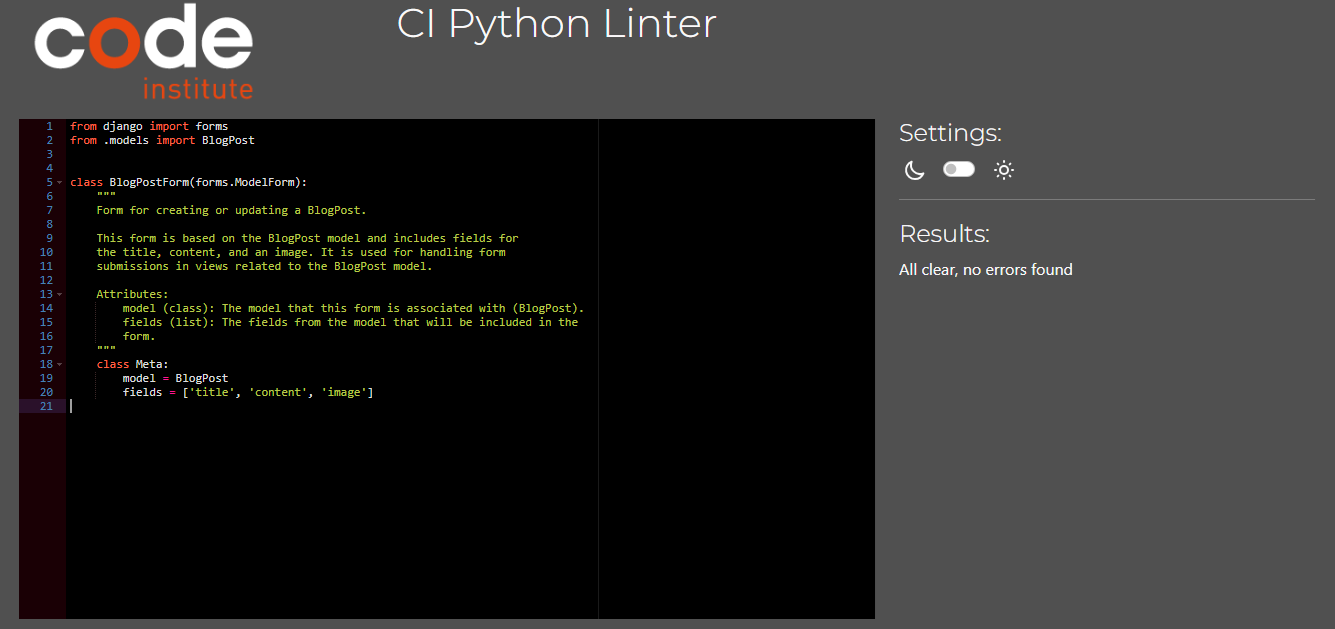 code
institute
CI Python Linter
1 from django import forms
2 from .models import BlogPost
3
4
5 class BlogPostForm(forms.ModelForm):
6     """
7     Form for creating or updating a BlogPost.
8
9     This form is based on the BlogPost model and includes fields for
10     the title, content, and an image. It is used for handling form
11     submissions in views related to the BlogPost model.
12
13     Attributes:
14         model (class): The model that this form is associated with (BlogPost).
15         fields (list): The fields from the model that will be included in the
16         form.
17     """
18     class Meta:
19         model = BlogPost
20         fields = ['title', 'content', 'image']
21
Settings:
Results:
All clear, no errors found